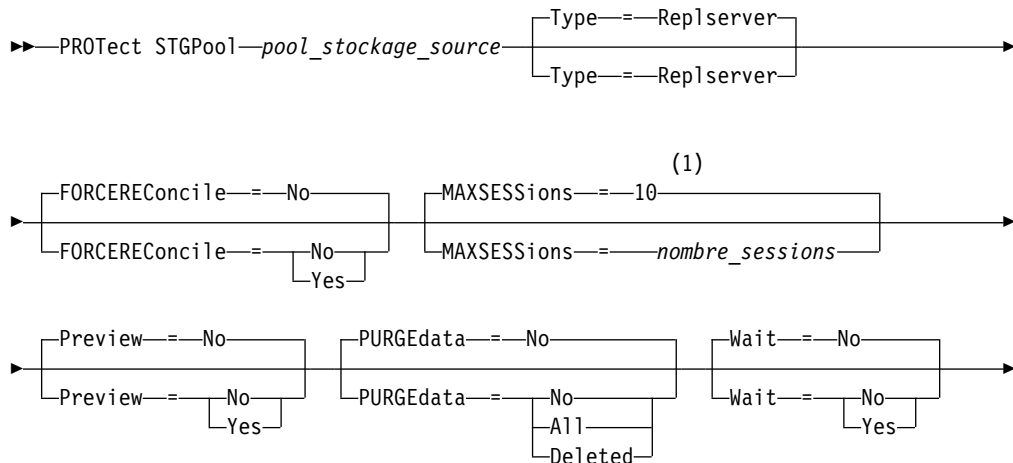 Type = Replserver
PROTect STGPool pool_stockage_source
Type = Replserver
(1)
FORCEREConcile = No
MAXSESSions = 10
FORCEREConcile = No
Yes
MAXSESSions = nombre_sessions
Preview = No
PURGEdata = No
Wait = No
Preview = No
Yes
PURGEdata = No
All
Deleted
Wait = No
Yes